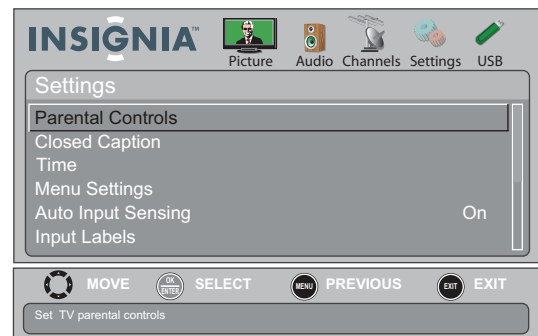 INSIGNIA™
Picture Audio Channels Settings USB
Settings
Parental Controls
Closed Caption
Time
Menu Settings
Auto Input Sensing On
Input Labels
MOVE OK ENTER SELECT MENU PREVIOUS EXIT EXIT
Set TV parental controls